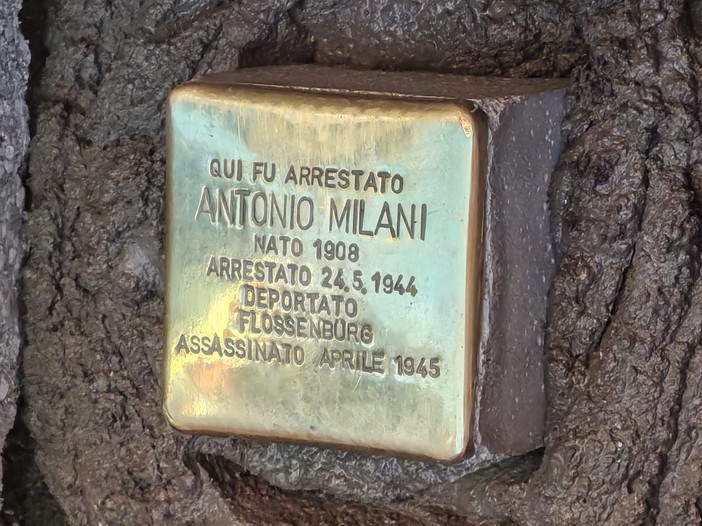 QUI FU ARRESTATO
ANTONIO MILANI
NATO 1908
ARRESTATO 24.5.1944
DEPORTATO
FLOSSENBÜRG
ASSASSINATO APRILE 1945